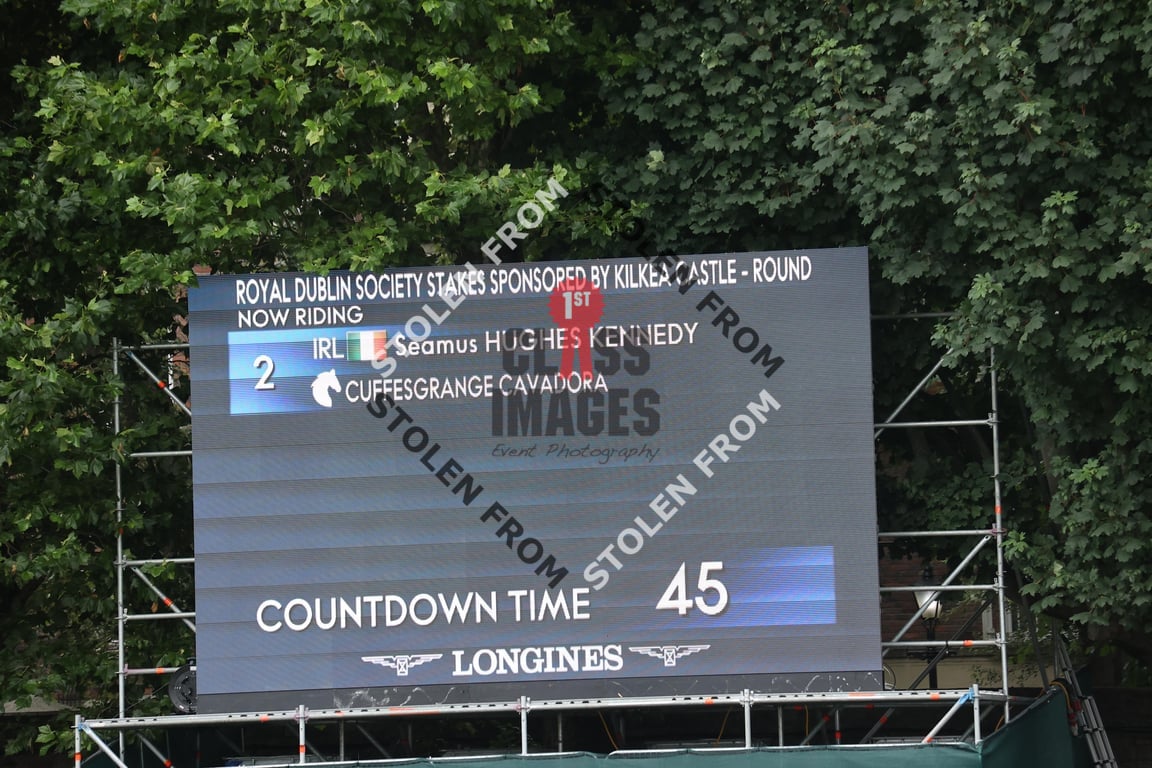 ROYAL DUBLIN SOCIETY STAKES SPONSORED BY KILKEA CASTLE - ROUND
NOW RIDING
2
IRL Seamus HUGHES KENNEDY
CUFFESGRANGE CAVADORA
COUNTDOWN TIME 45
LONGINES
1ST
CLASS
IMAGES
Event Photography
STOLEN FROM
STOLEN FROM
STOLEN FROM
STOLEN FROM